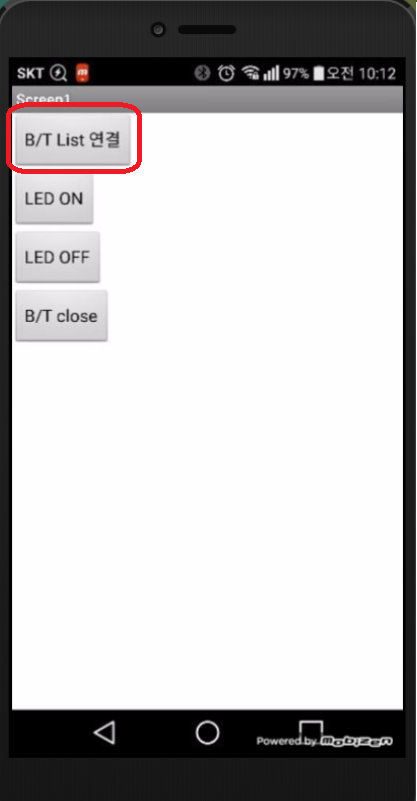 SKT 97% 오전 10:12
Screen1
B/T List 연결
LED ON
LED OFF
B/T close
Powered by mobizen